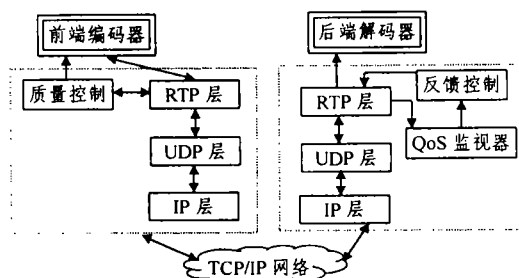 前端编码器
质量控制
RTP 层
UDP 层
IP 层
后端解码器
反馈控制
RTP 层
QoS 监视器
UDP 层
IP 层
TCP/IP 网络